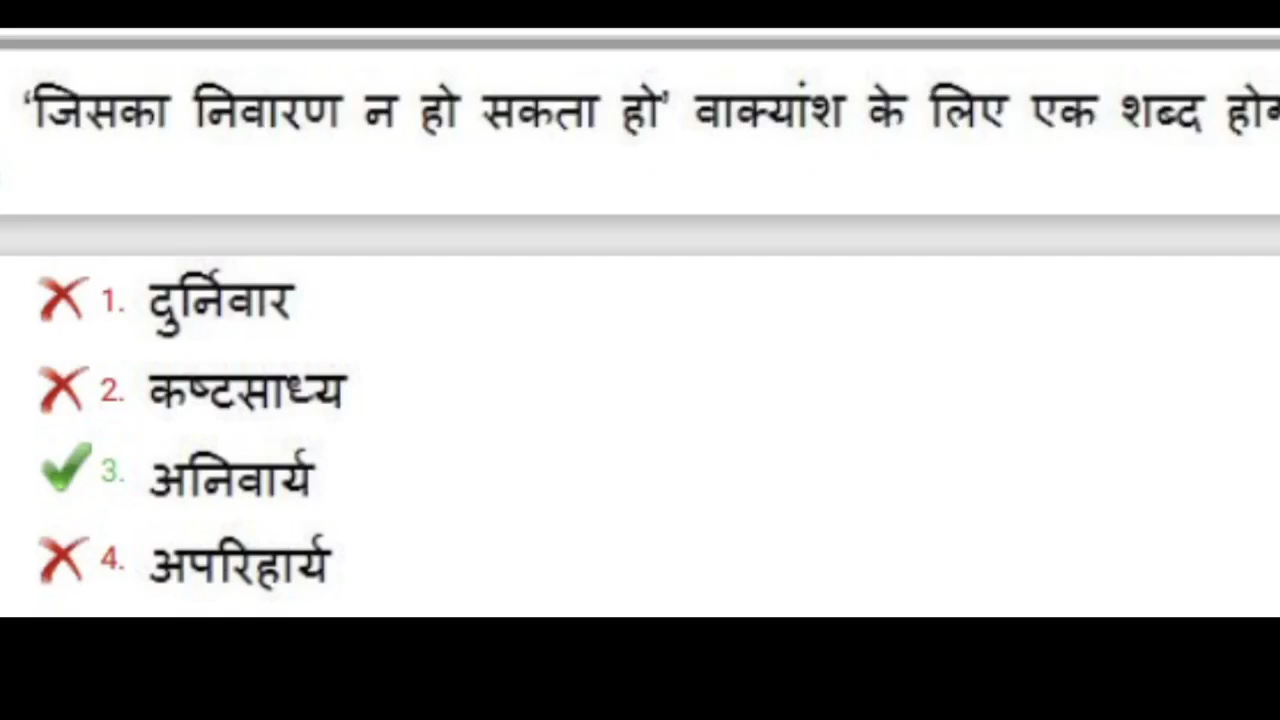 ‘जिसका निवारण न हो सकता हो’ वाक्यांश के लिए एक शब्द
1. दुर्निवार
2. कष्टसाध्य
3. अनिवार्य
4. अपरिहार्य